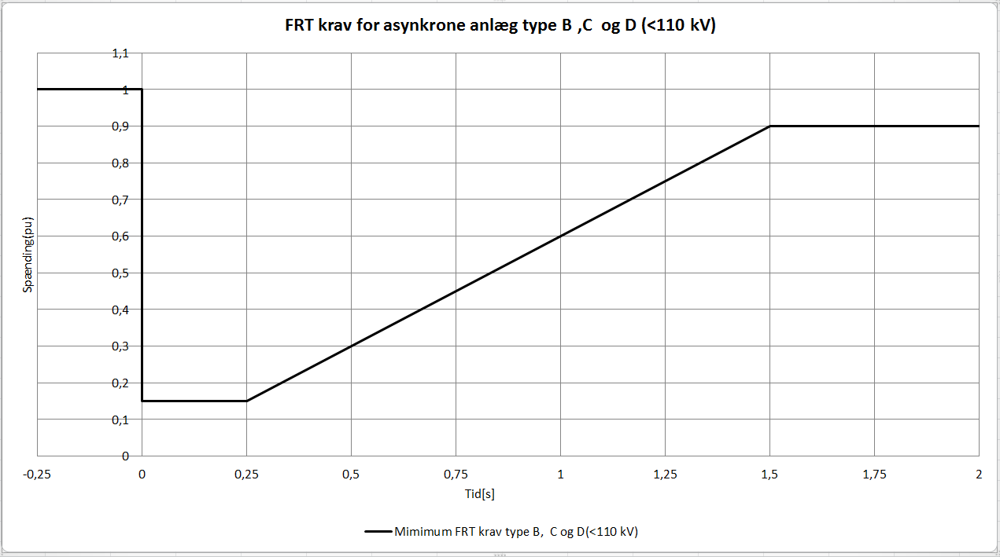 FRT krav for asynkrone anlæg type B ,C  og D (<110 kV)
1,1
1
0,9
0,8
0,7
0,6
0,5
0,4
0,3
0,2
0,1
0
Spænding(pu)
-0,25 0 0,25 0,5 0,75 1 1,25 1,5 1,75 2
Tid[s]
Mimimum FRT krav type B,  C og D(<110 kV)